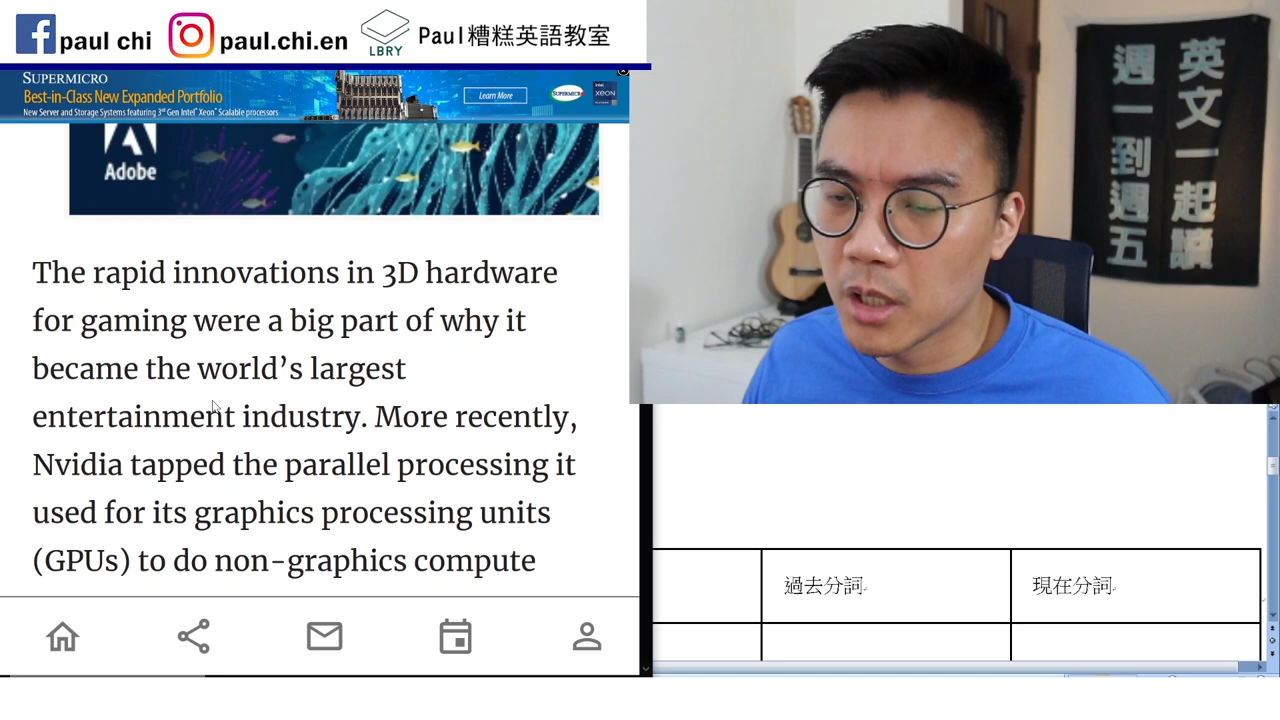 paul chi
paul.chi.en
LBRY
Paul糟糕英語教室
SUPERMICRO
Best-in-Class New Expanded Portfolio
New Server and Storage Systems featuring 3rd Gen Intel® Xeon® Scalable processors
Learn More
SUPERMICRO
intel
XEON
Adobe
The rapid innovations in 3D hardware
for gaming were a big part of why it
became the world’s largest
entertainment industry. More recently,
Nvidia tapped the parallel processing it
used for its graphics processing units
(GPUs) to do non-graphics compute
英文一起讀
週一到週五
過去分詞
現在分詞